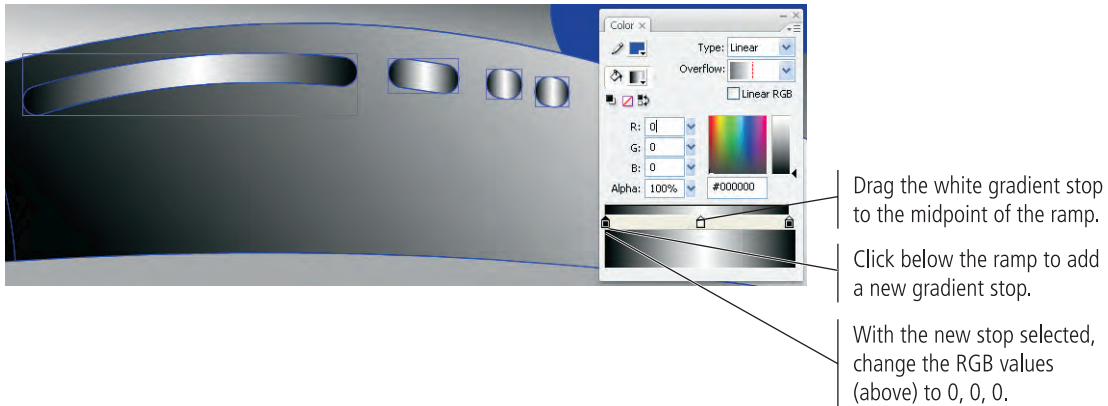 Color ×
Type: Linear
Overflow:
Linear RGB
R: 0
G: 0
B: 0
Alpha: 100% #000000
Drag the white gradient stop
to the midpoint of the ramp.
Click below the ramp to add
a new gradient stop.
With the new stop selected,
change the RGB values
(above) to 0, 0, 0.